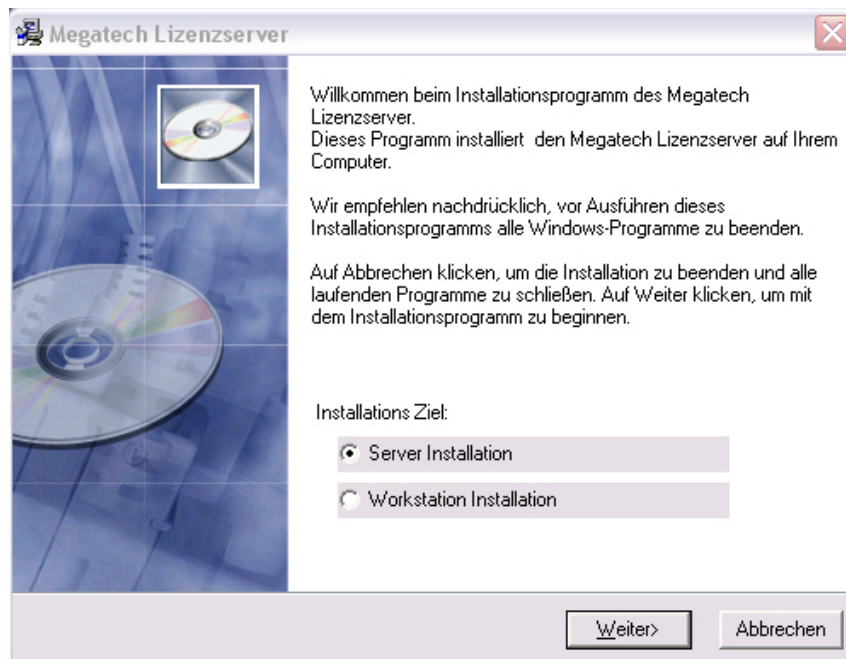 Megatech Lizenzserver
Willkommen beim Installationsprogramm des Megatech
Lizenzserver.
Dieses Programm installiert den Megatech Lizenzserver auf Ihrem
Computer.
Wir empfehlen nachdrücklich, vor Ausführen dieses
Installationsprogramms alle Windows-Programme zu beenden.
Auf Abbrechen klicken, um die Installation zu beenden und alle
laufenden Programme zu schließen. Auf Weiter klicken, um mit
dem Installationsprogramm zu beginnen.
Installations Ziel:
Server Installation
Workstation Installation
Weiter>
Abbrechen